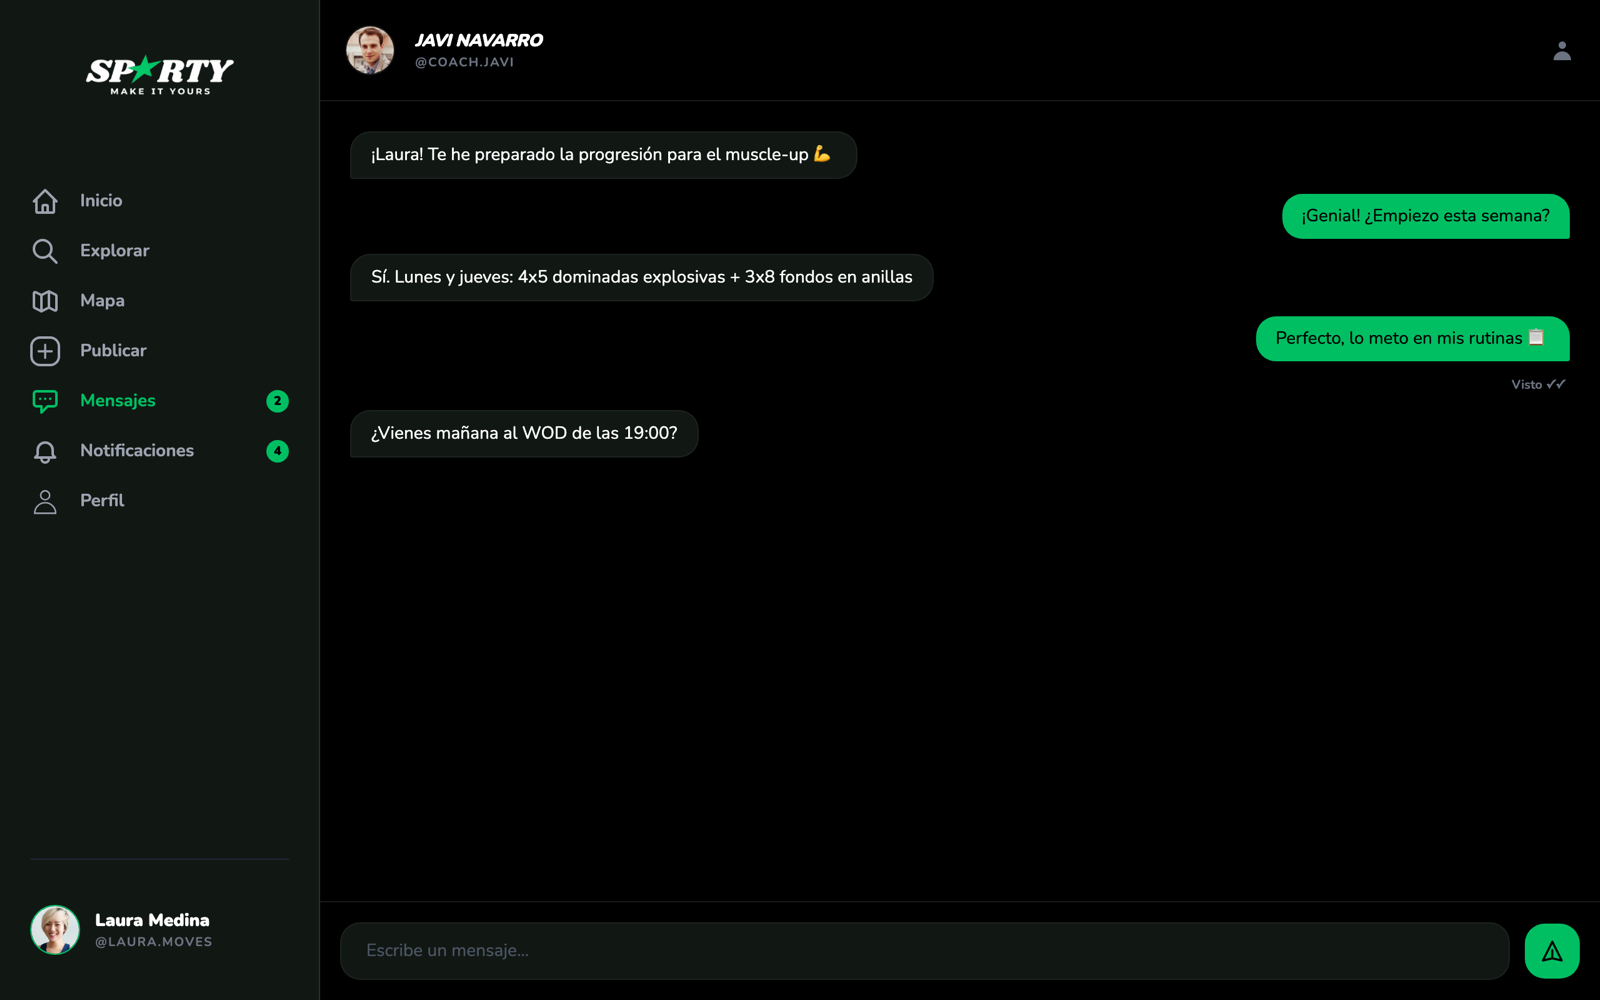 SP★RTY
MAKE IT YOURS
Inicio
Explorar
Mapa
Publicar
Mensajes 2
Notificaciones 4
Perfil
Laura Medina
@LAURA.MOVES
JAVI NAVARRO
@COACH.JAVI
¡Laura! Te he preparado la progresión para el muscle-up 💪
¡Genial! ¿Empiezo esta semana?
Sí. Lunes y jueves: 4x5 dominadas explosivas + 3x8 fondos en anillas
Perfecto, lo meto en mis rutinas 📋
Visto ✓✓
¿Vienes mañana al WOD de las 19:00?
Escribe un mensaje...